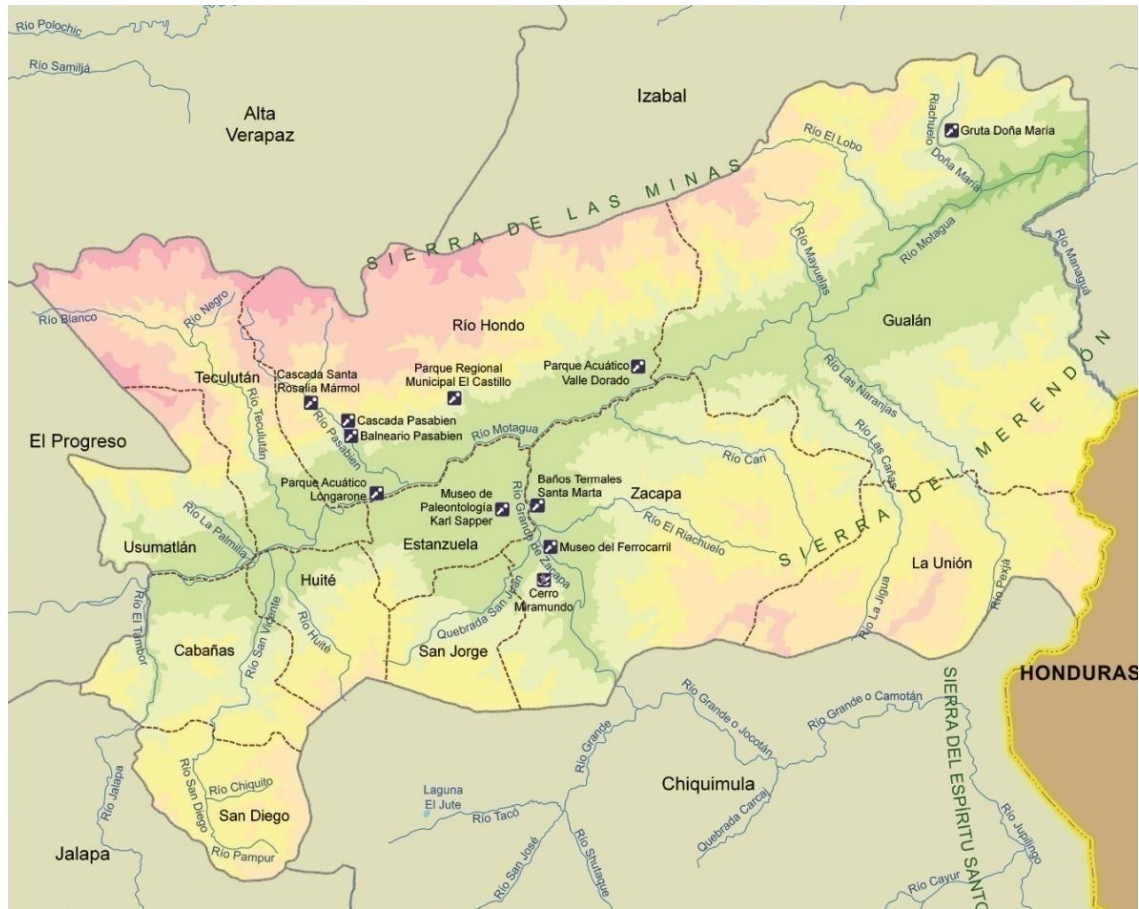 Río Polochic
Río Samiljá
Alta
Verapaz
Izabal
Río El Lobo
Riachuelo
Doña María
Gruta Doña María
SIERRA DE LAS MINAS
Río Motagua
Río Managuá
Río Mayuelas
Río Negro
Río Blanco
Río Hondo
Gualán
Tecultután
Cascada Santa
Rosalía Mármol
Parque Regional
Municipal El Castillo
Parque Acuático
Valle Dorado
Río Las Naranjas
Cascada Pasabien
Balneario Pasabien
Río Tecultután
Río Pasabien
El Progreso
Río Motagua
Río Las Cañas
Río Cari
SIERRA DEL MERENDÓN
Parque Acuático
Longarone
Museo de
Paleontología
Karl Sapper
Baños Termales
Santa Marta
Zacapa
Río El Riachuelo
Río La Palmilla
Usumatlán
Estanzuela
Río Grande de Zacapa
Museo del Ferrocarril
Huité
La Unión
Cerro
Miramundo
Río El Tambor
Río San Vicente
Río Huité
Quebrada San Juan
Río La Jigua
Río Pexja
Cabañas
San Jorge
HONDURAS
Río Grande
Río Grande o Jocotán
Río Grande o Camotán
SIERRA DEL ESPÍRITU SANTO
Río Jalapa
Río San Diego
Río Chiquito
Chiquimula
Laguna
El Jute
Río Tacó
Quebrada Carcaj
San Diego
Río Jupilingo
Jalapa
Río Pampur
Río San José
Río Shutaque
Río Cayur